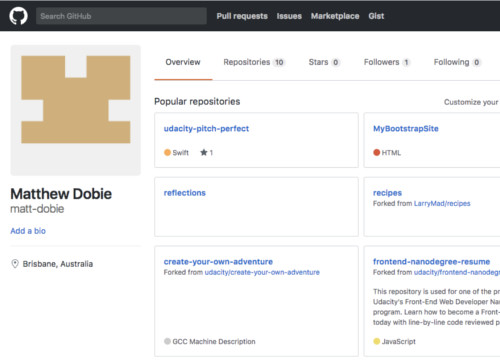 Search GitHub
Pull requests Issues Marketplace Gist
Overview Repositories 10 Stars 0 Followers 1 Following 0
Popular repositories
Customize your
udacity-pitch-perfect
Swift 1
MyBootstrapSite
HTML
reflections
recipes
Forked from LarryMad/recipes
Matthew Dobie
matt-dobie
Add a bio
Brisbane, Australia
create-your-own-adventure
Forked from udacity/create-your-own-adventure
GCC Machine Description
frontend-nanodegree-resume
Forked from udacity/frontend-nanodegre
This repository is used for one of the pro
Udacity's Front-End Web Developer Nan
program. Learn how to become a Front-
today with line-by-line code reviewed p
JavaScript